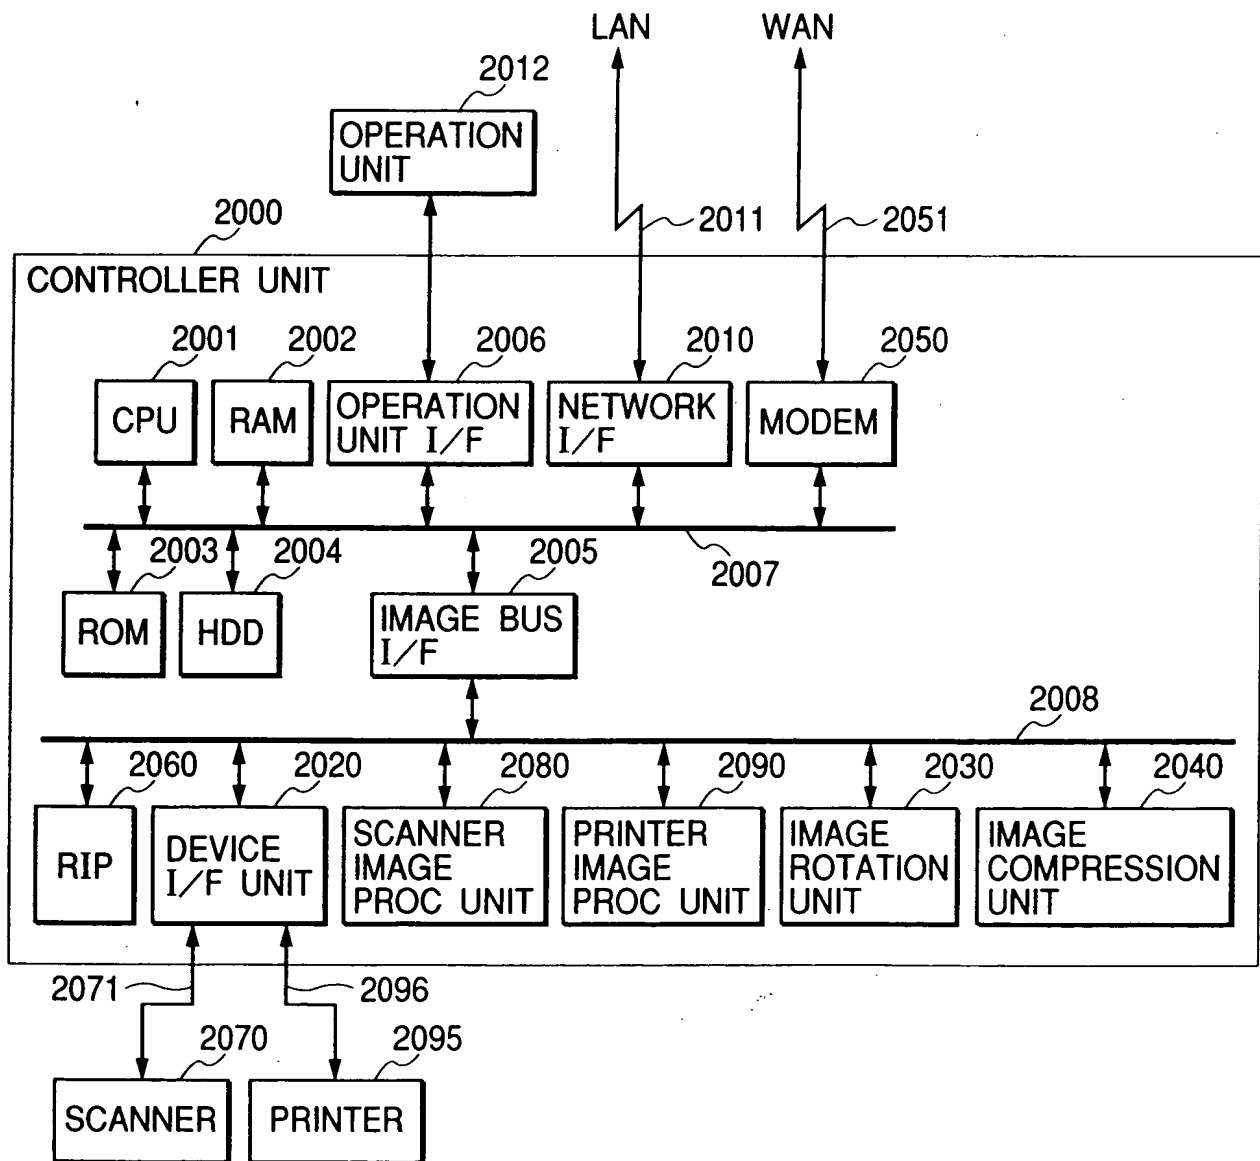 LAN
WAN
2012
OPERATION
UNIT
2000
2011
2051
CONTROLLER UNIT
2001
2002
2006
2010
2050
CPU
RAM
OPERATION
UNIT I/F
NETWORK
I/F
MODEM
2003
2004
2005
2007
ROM
HDD
IMAGE BUS
I/F
2008
2060
2020
2080
2090
2030
2040
RIP
DEVICE
I/F UNIT
SCANNER
IMAGE
PROC UNIT
PRINTER
IMAGE
PROC UNIT
IMAGE
ROTATION
UNIT
IMAGE
COMPRESSION
UNIT
2071
2096
2070
2095
SCANNER
PRINTER